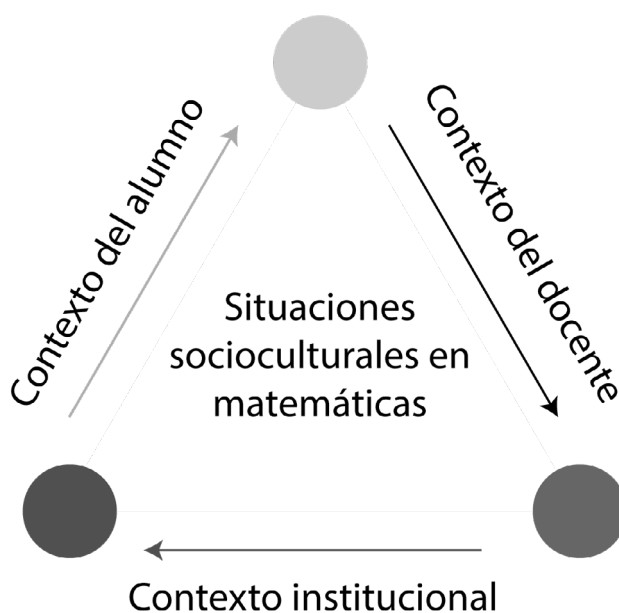 Contexto del alumno
Contexto del docente
Situaciones
socioculturales en
matemáticas
Contexto institucional